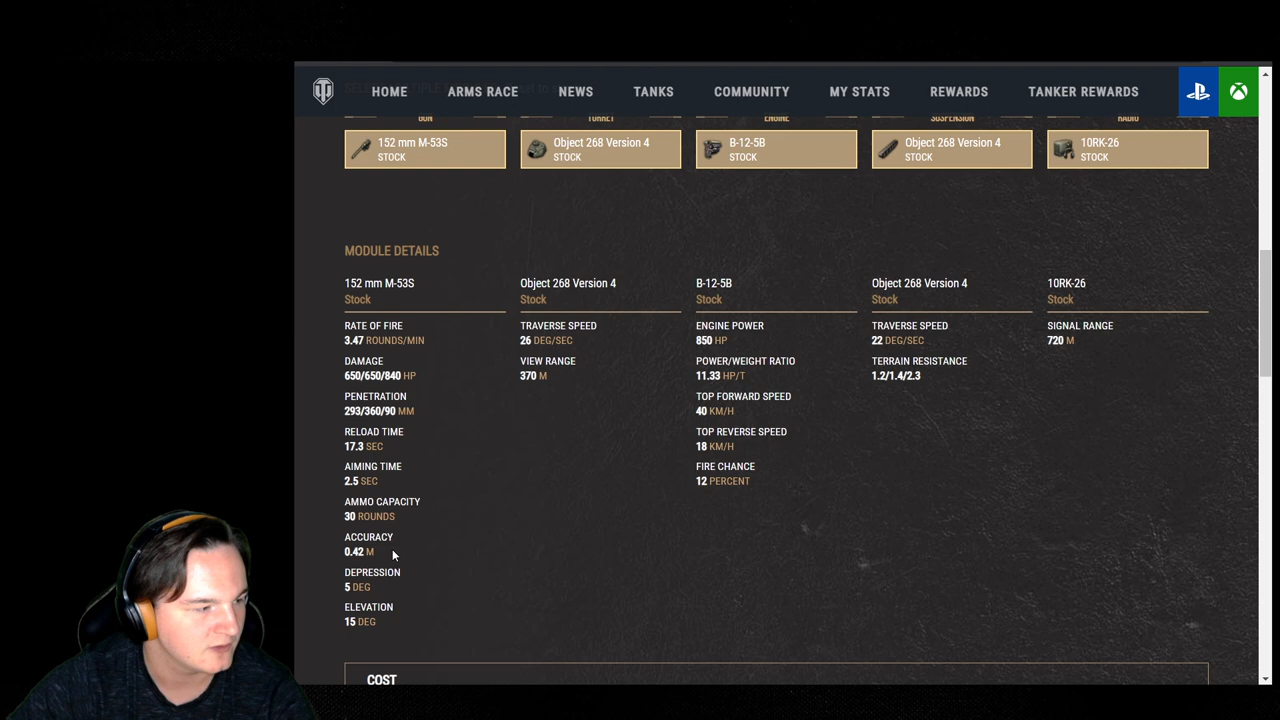 HOME
ARMS RACE
NEWS
TANKS
COMMUNITY
MY STATS
REWARDS
TANKER REWARDS
GUN
TURRET
ENGINE
SUSPENSION
RADIO
152 mm M-53S
STOCK
Object 268 Version 4
STOCK
B-12-5B
STOCK
Object 268 Version 4
STOCK
10RK-26
STOCK
MODULE DETAILS
152 mm M-53S
Stock
RATE OF FIRE
3.47 ROUNDS/MIN
DAMAGE
650/650/840 HP
PENETRATION
293/360/90 MM
RELOAD TIME
17.3 SEC
AIMING TIME
2.5 SEC
AMMO CAPACITY
30 ROUNDS
ACCURACY
0.42 M
DEPRESSION
5 DEG
ELEVATION
15 DEG
Object 268 Version 4
Stock
TRAVERSE SPEED
26 DEG/SEC
VIEW RANGE
370 M
B-12-5B
Stock
ENGINE POWER
850 HP
POWER/WEIGHT RATIO
11.33 HP/T
TOP FORWARD SPEED
40 KM/H
TOP REVERSE SPEED
18 KM/H
FIRE CHANCE
12 PERCENT
Object 268 Version 4
Stock
TRAVERSE SPEED
22 DEG/SEC
TERRAIN RESISTANCE
1.2/1.4/2.3
10RK-26
Stock
SIGNAL RANGE
720 M
COST